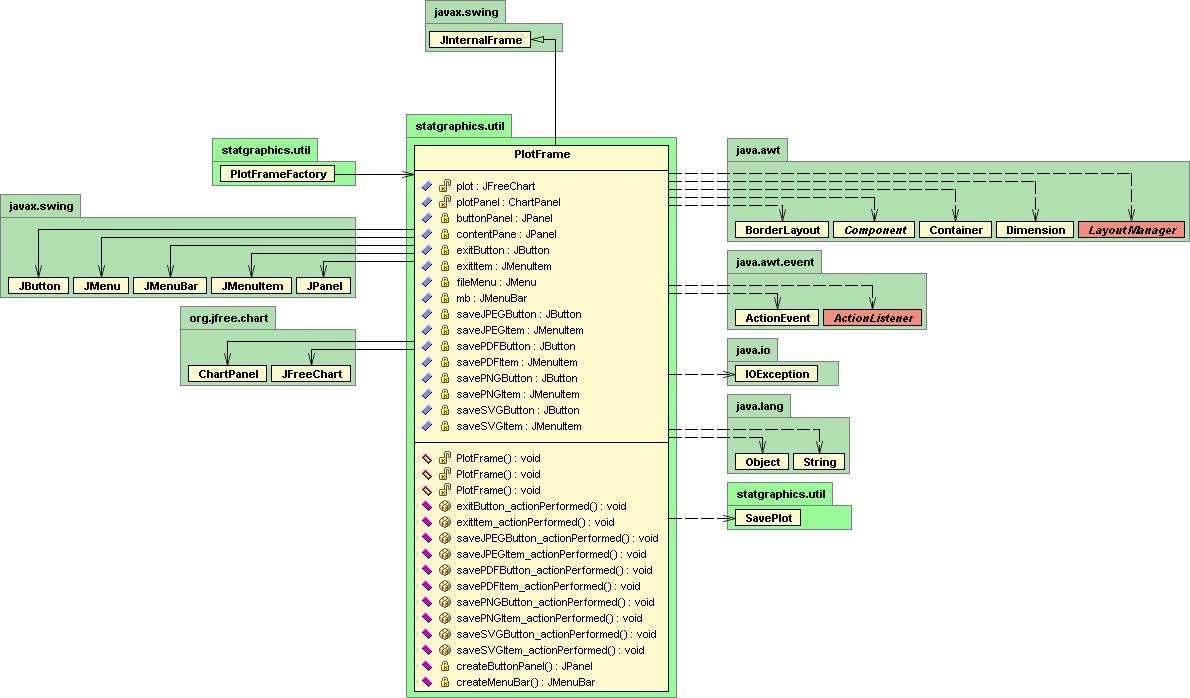 javax.swing
JInternalFrame
statgraphics.util
PlotFrameFactory
javax.swing
JButton
JMenu
JMenuBar
JMenuItem
JPanel
org.jfree.chart
ChartPanel
JFreeChart
statgraphics.util
PlotFrame
plot : JFreeChart
plotPanel : ChartPanel
buttonPanel : JPanel
contentPane : JPanel
exitButton : JButton
exitItem : JMenuItem
fileMenu : JMenu
mb : JMenuBar
saveJPEGButton : JButton
saveJPEGItem : JMenuItem
savePDFButton : JButton
savePDFItem : JMenuItem
savePNGButton : JButton
savePNGItem : JMenuItem
saveSVGButton : JButton
saveSVGItem : JMenuItem
PlotFrame() : void
PlotFrame() : void
PlotFrame() : void
exitButton_actionPerformed() : void
exitItem_actionPerformed() : void
saveJPEGButton_actionPerformed() : void
saveJPEGItem_actionPerformed() : void
savePDFButton_actionPerformed() : void
savePDFItem_actionPerformed() : void
savePNGButton_actionPerformed() : void
savePNGItem_actionPerformed() : void
saveSVGButton_actionPerformed() : void
saveSVGItem_actionPerformed() : void
createButtonPanel() : JPanel
createMenuBar() : JMenuBar
java.awt
BorderLayout
Component
Container
Dimension
LayoutManager
java.awt.event
ActionEvent
ActionListener
java.io
IOException
java.lang
Object
String
statgraphics.util
SavePlot